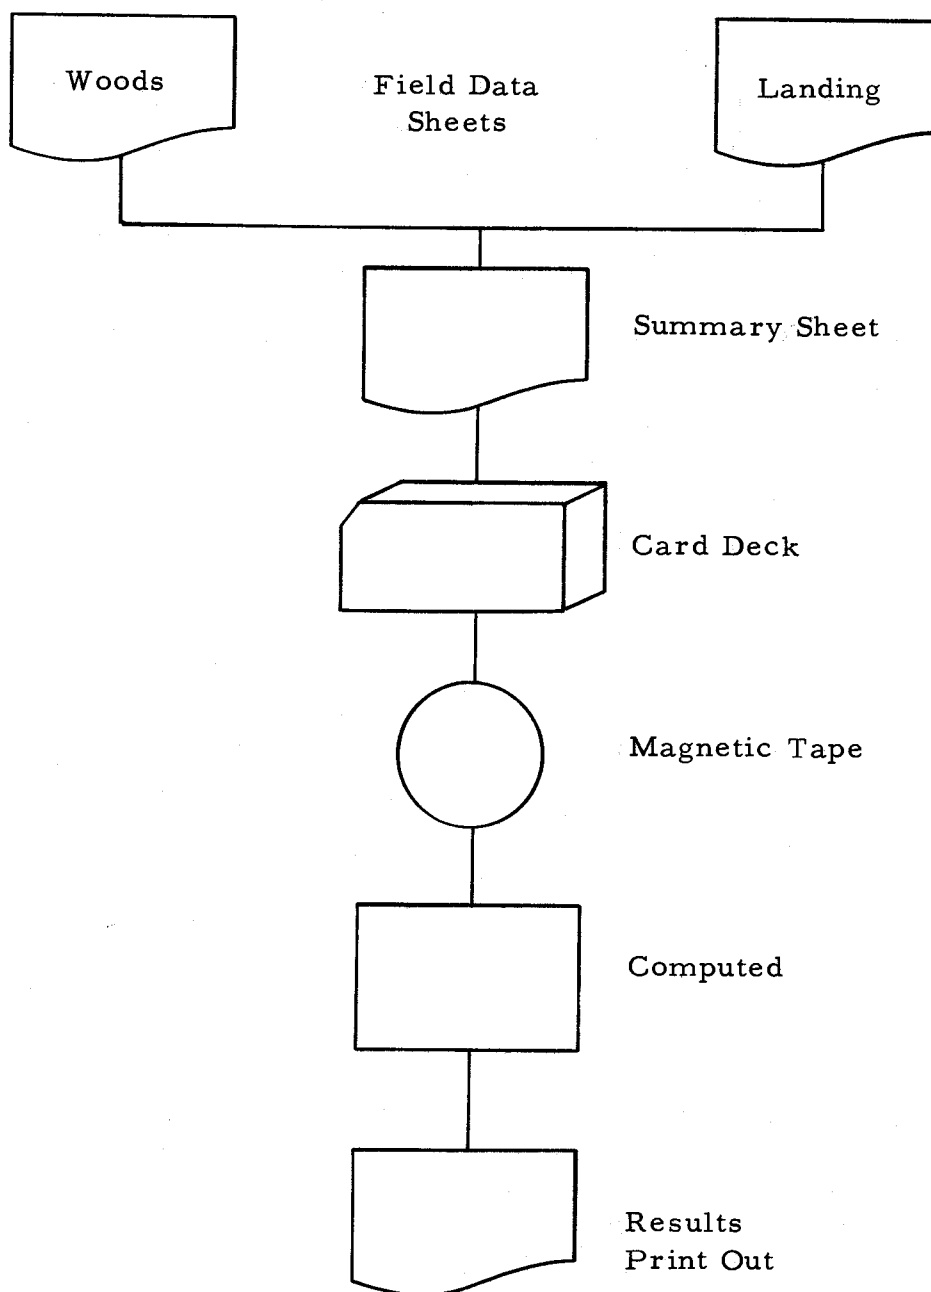 Woods
Field Data
Sheets
Landing
Summary Sheet
Card Deck
Magnetic Tape
Computed
Results
Print Out